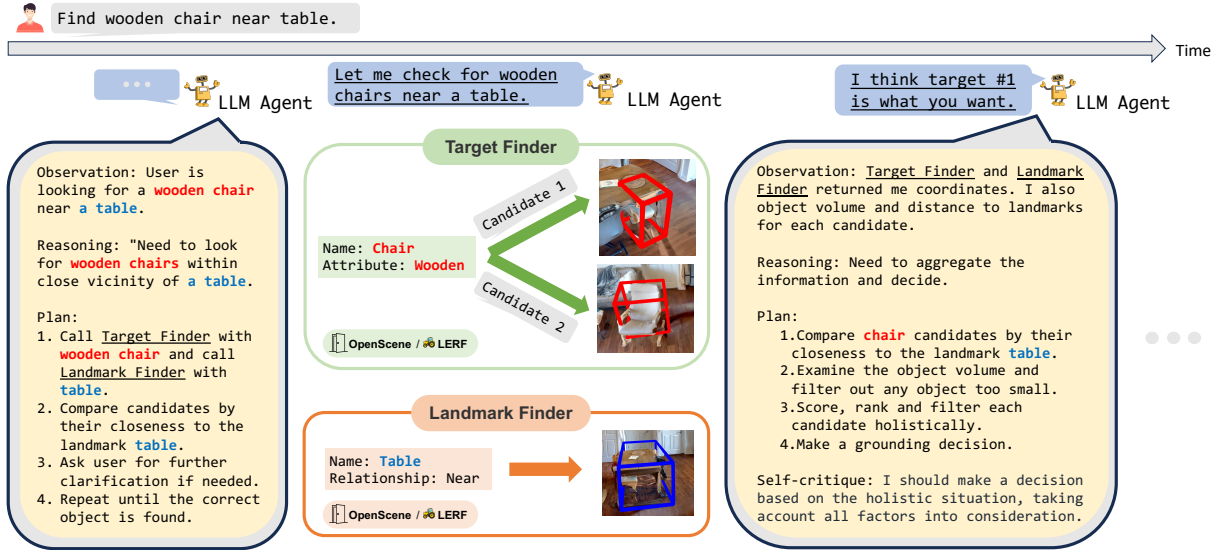 Find wooden chair near table.
Time
LLM Agent
Let me check for wooden
chairs near a table.
LLM Agent
I think target #1
is what you want.
LLM Agent
Observation: User is
looking for a wooden chair
near a table.
Reasoning: "Need to look
for wooden chairs within
close vicinity of a table.
Plan:
1. Call Target Finder with
wooden chair and call
Landmark Finder with
table.
2. Compare candidates by
their closeness to the
landmark table.
3. Ask user for further
clarification if needed.
4. Repeat until the correct
object is found.
Target Finder
Name: Chair
Attribute: Wooden
Candidate 1
Candidate 2
OpenScene / LERF
Landmark Finder
Name: Table
Relationship: Near
OpenScene / LERF
Observation: Target Finder and Landmark
Finder returned me coordinates. I also
object volume and distance to landmarks
for each candidate.
Reasoning: Need to aggregate the
information and decide.
Plan:
1.Compare chair candidates by their
closeness to the landmark table.
2.Examine the object volume and
filter out any object too small.
3.Score, rank and filter each
candidate holistically.
4.Make a grounding decision.
Self-critique: I should make a decision
based on the holistic situation, taking
account all factors into consideration.